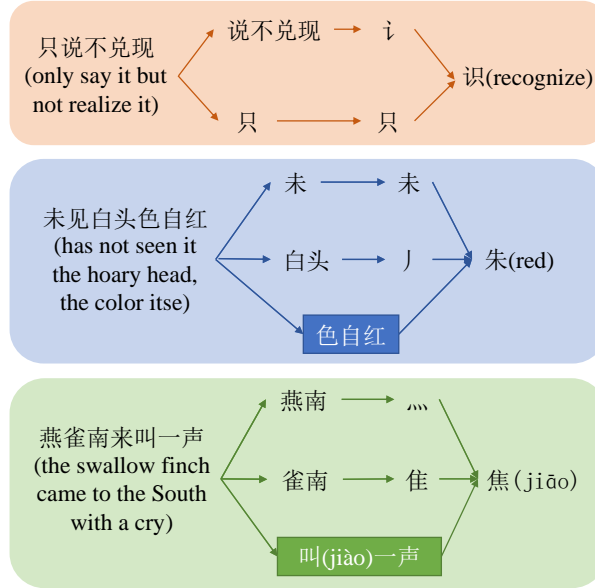 只说不兑现
(only say it but
not realize it)
说不兑现
讠
只
只
识(recognize)
未见白头色自红
(has not seen it
the hoary head,
the color itse)
未
未
白头
丿
色自红
朱(red)
燕雀南来叫一声
(the swallow finch
came to the South
with a cry)
燕南
灬
雀南
隹
叫(jiào)一声
焦(jiāo)